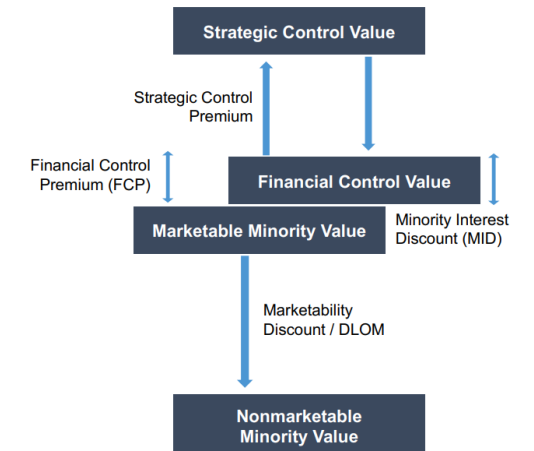 Strategic Control Value
Strategic Control
Premium
Financial Control
Premium (FCP)
Financial Control Value
Marketable Minority Value
Minority Interest
Discount (MID)
Marketability
Discount / DLOM
Nonmarketable
Minority Value